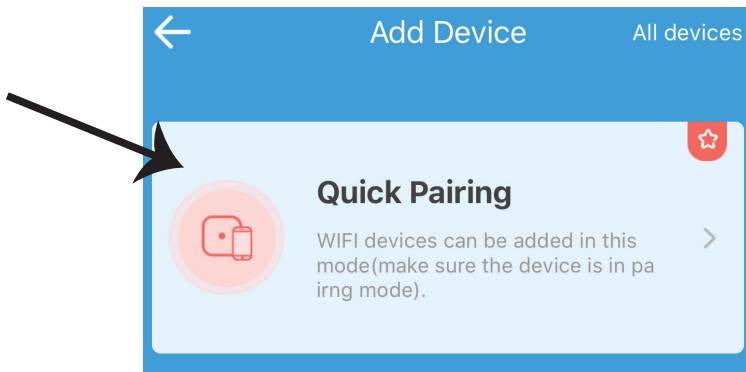 Add Device
All devices
Quick Pairing
WIFI devices can be added in this
mode(make sure the device is in pa
irng mode).